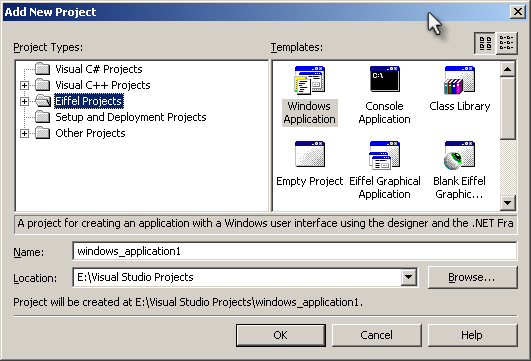 Add New Project
Project Types:
Templates:
Visual C# Projects
Visual C++ Projects
Eiffel Projects
Setup and Deployment Projects
Other Projects
Windows Application
Console Application
Class Library
Empty Project
Eiffel Graphical Application
Blank Eiffel Graphic...
A project for creating an application with a Windows user interface using the designer and the .NET Fra
Name:
windows_application1
Location:
E:\Visual Studio Projects
Browse...
Project will be created at E:\Visual Studio Projects\windows_application1.
OK
Cancel
Help